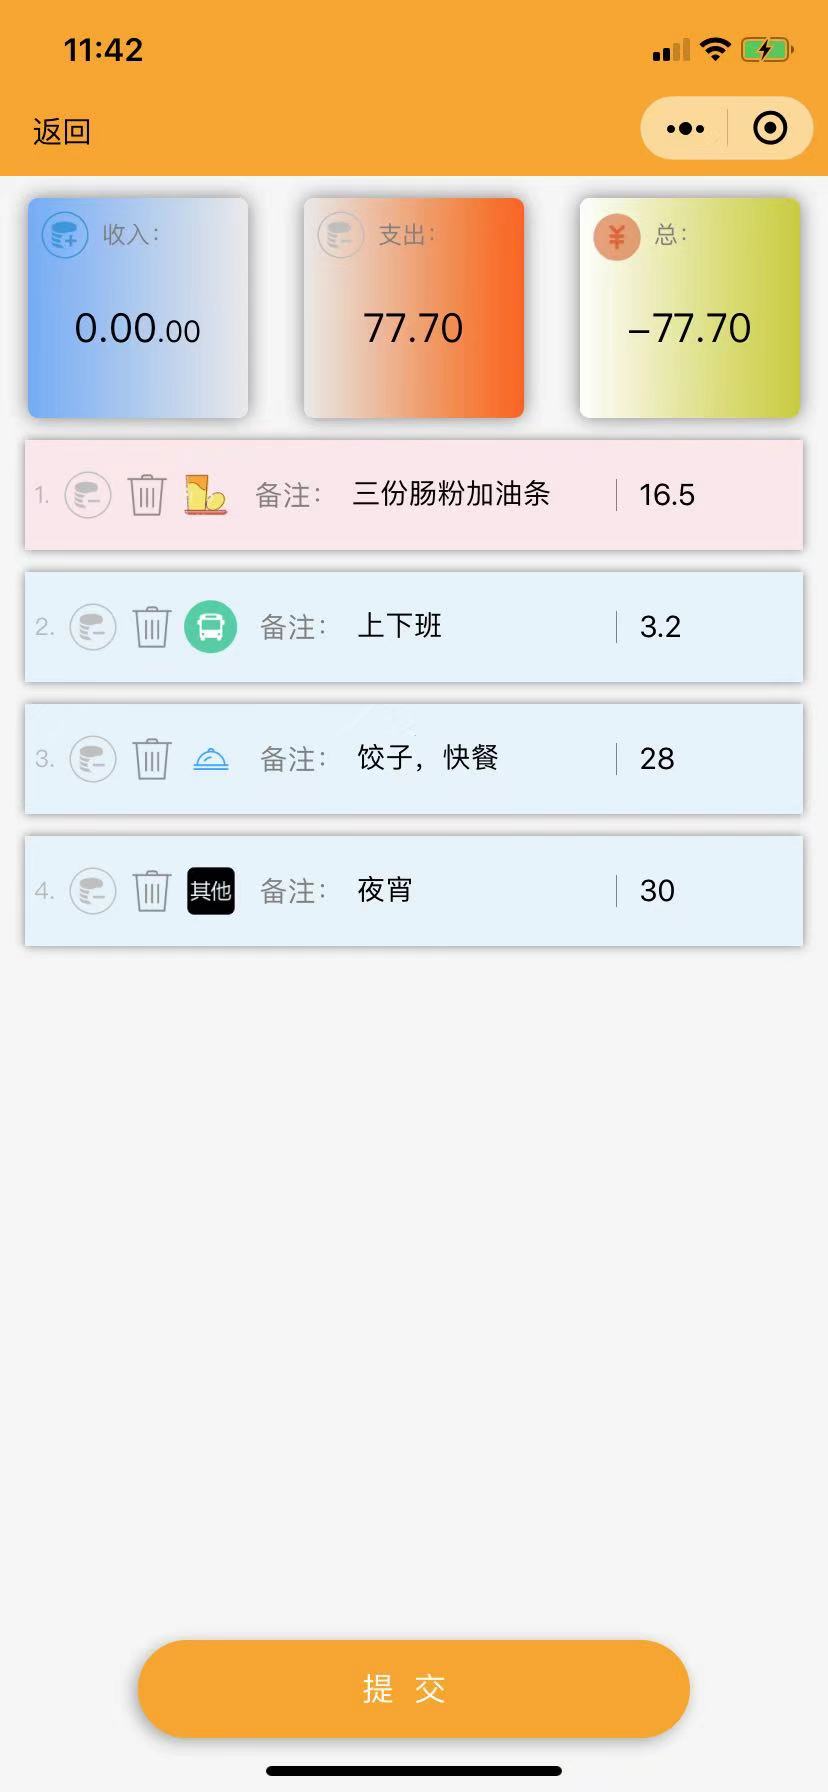 11:42
返回
收入：
支出：
总：
0.00.00
77.70
-77.70
1. 备注： 三份肠粉加油条 16.5
2. 备注： 上下班 3.2
3. 备注： 饺子，快餐 28
4. 其他 备注： 夜宵 30
提 交